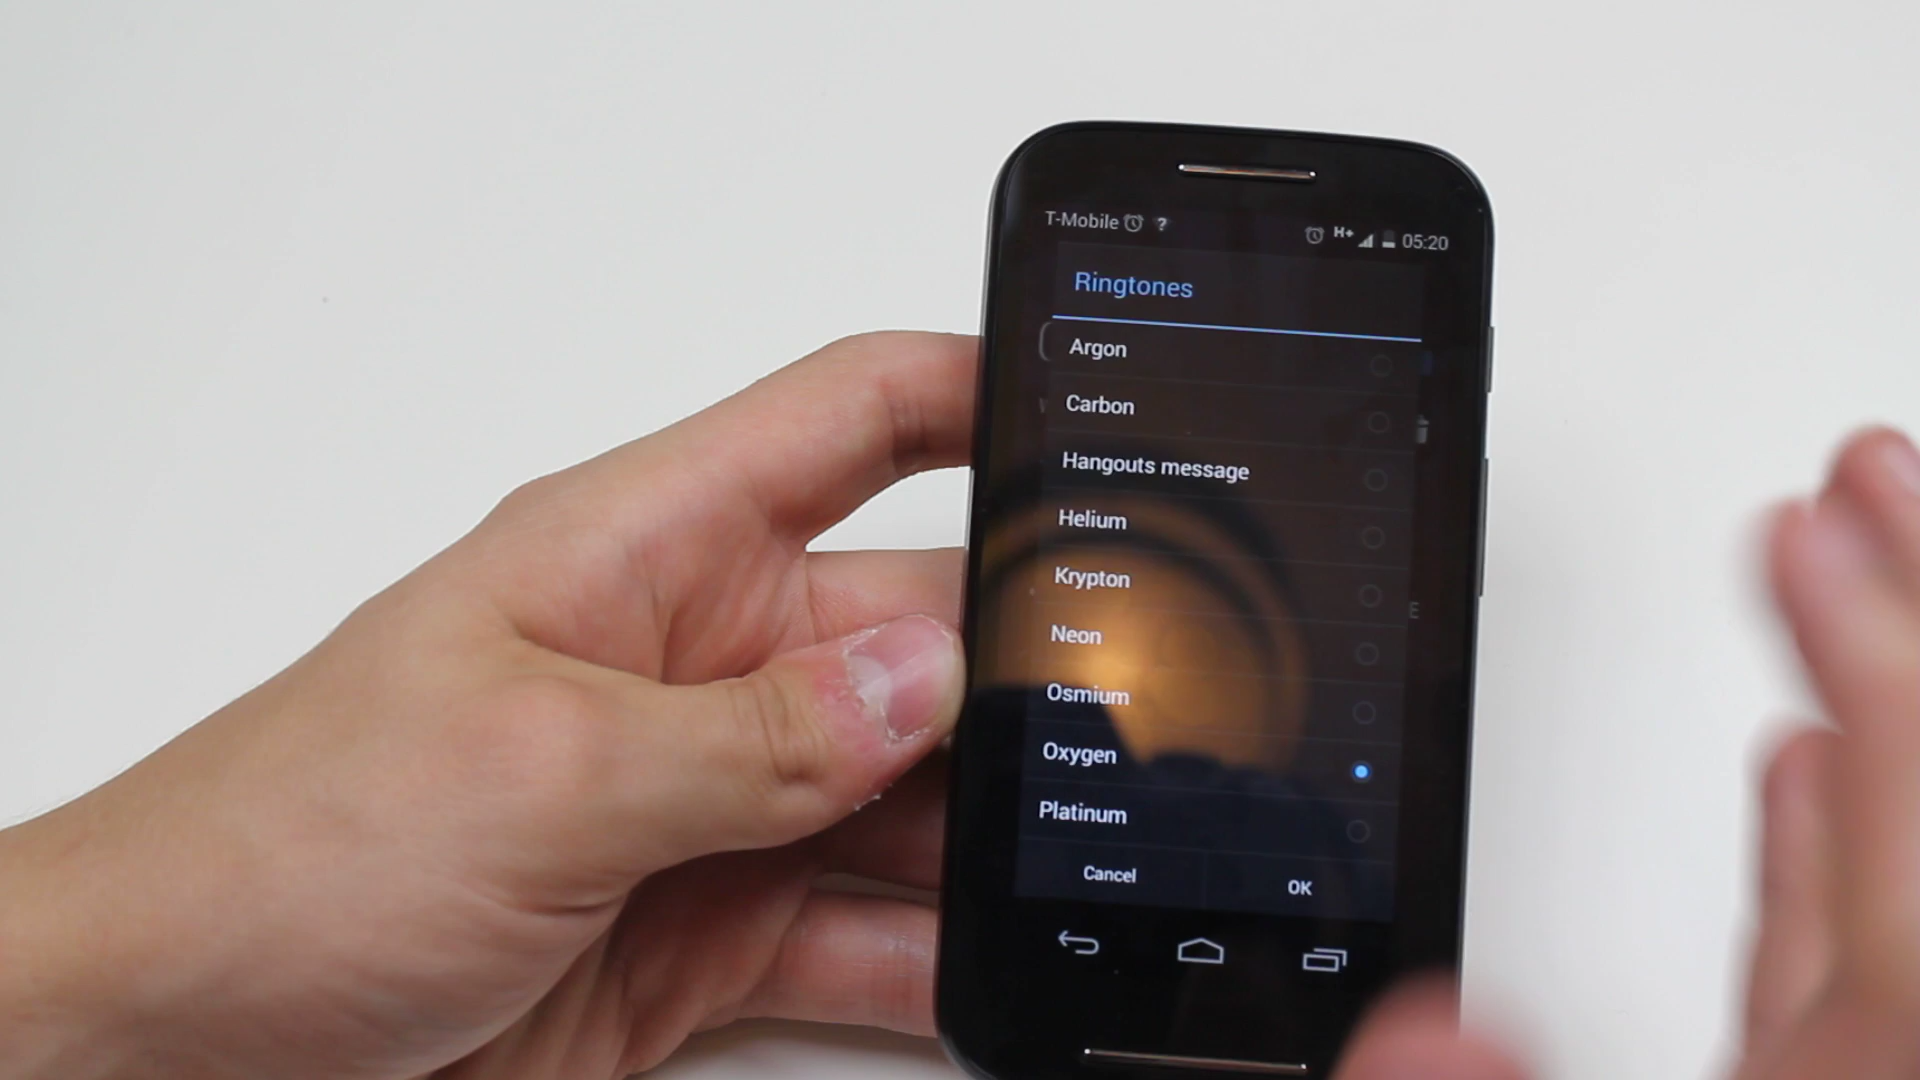 T-Mobile ?
H+ 05:20
Ringtones
Argon
Carbon
Hangouts message
Helium
Krypton
E
Neon
Osmium
Oxygen
Platinum
Cancel OK